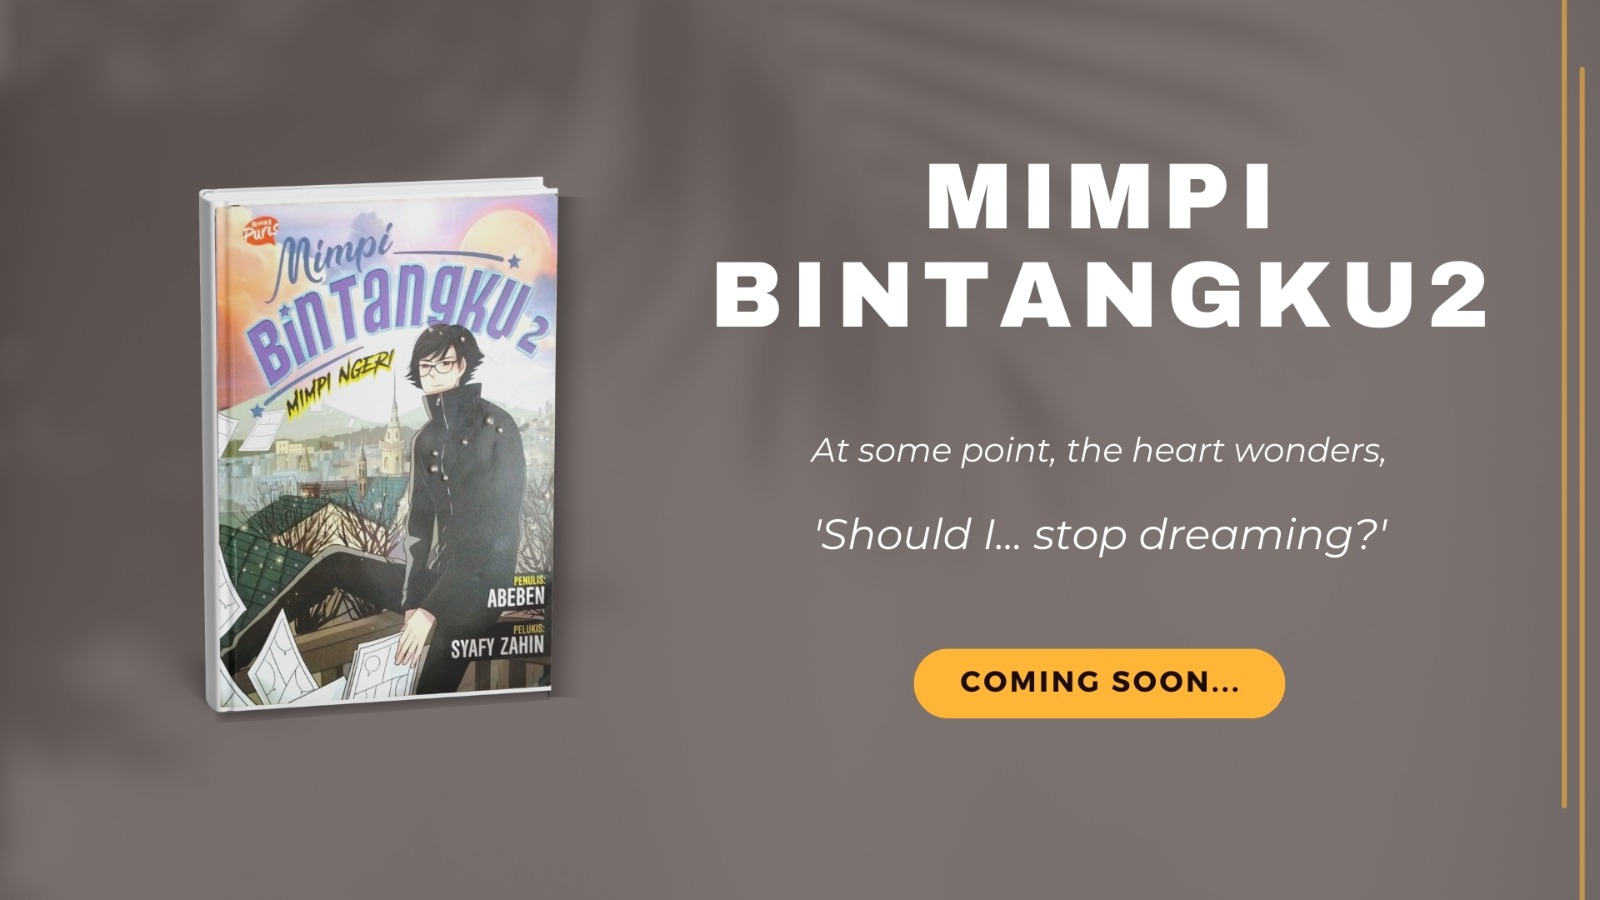 Puris
Mimpi
BinTangKU 2
MIMPI NGERI
PENULIS:
ABEBEN
PELUKIS:
SYAFY ZAHIN
MIMPI
BINTANGKU2
At some point, the heart wonders,
'Should I... stop dreaming?'
COMING SOON...